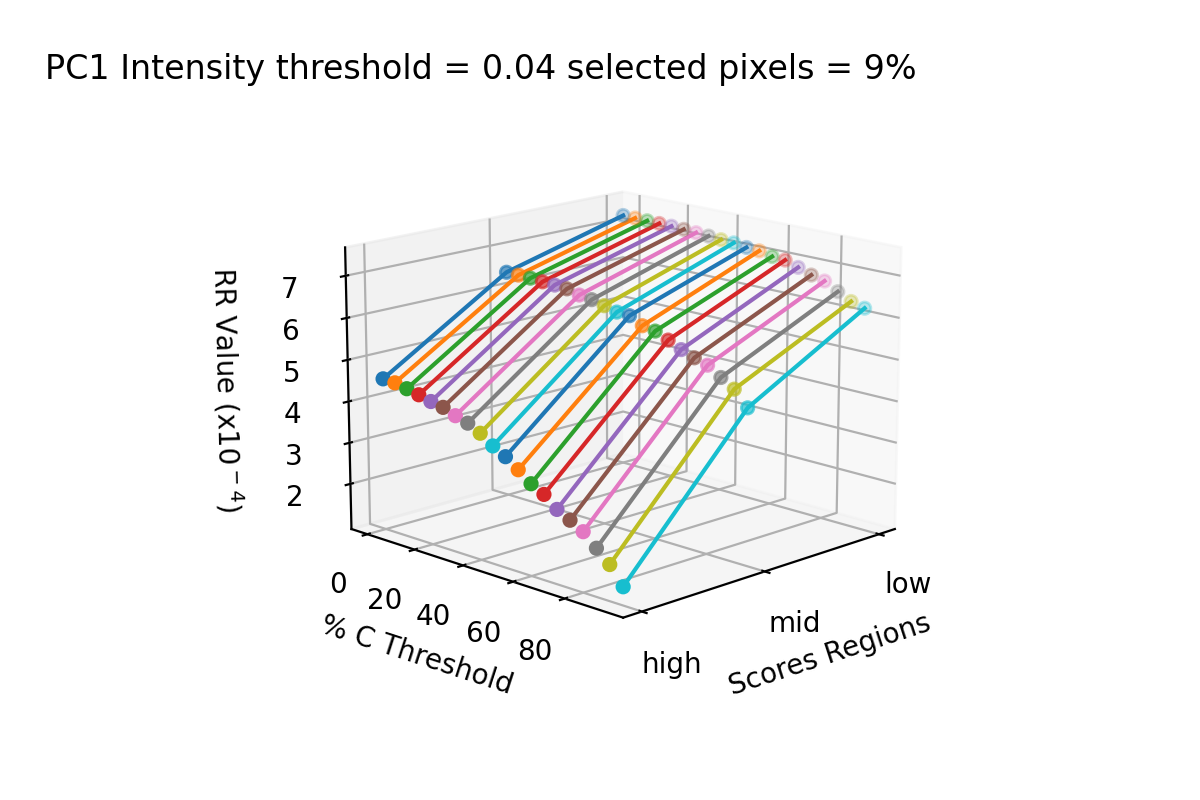 PC1 Intensity threshold = 0.04 selected pixels = 9%
RR Value (x10⁻⁴)
7
6
5
4
3
2
0
20
40
60
80
% C Threshold
high
mid
low
Scores Regions